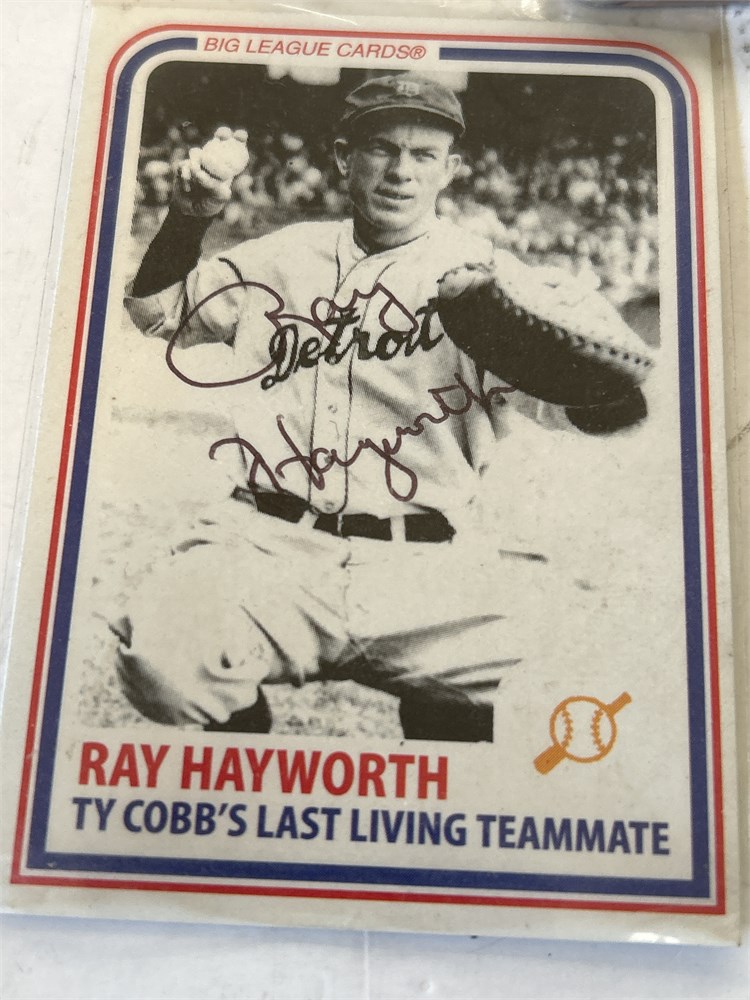 BIG LEAGUE CARDS®
Ray
Detroit
Hayworth
RAY HAYWORTH
TY COBB'S LAST LIVING TEAMMATE